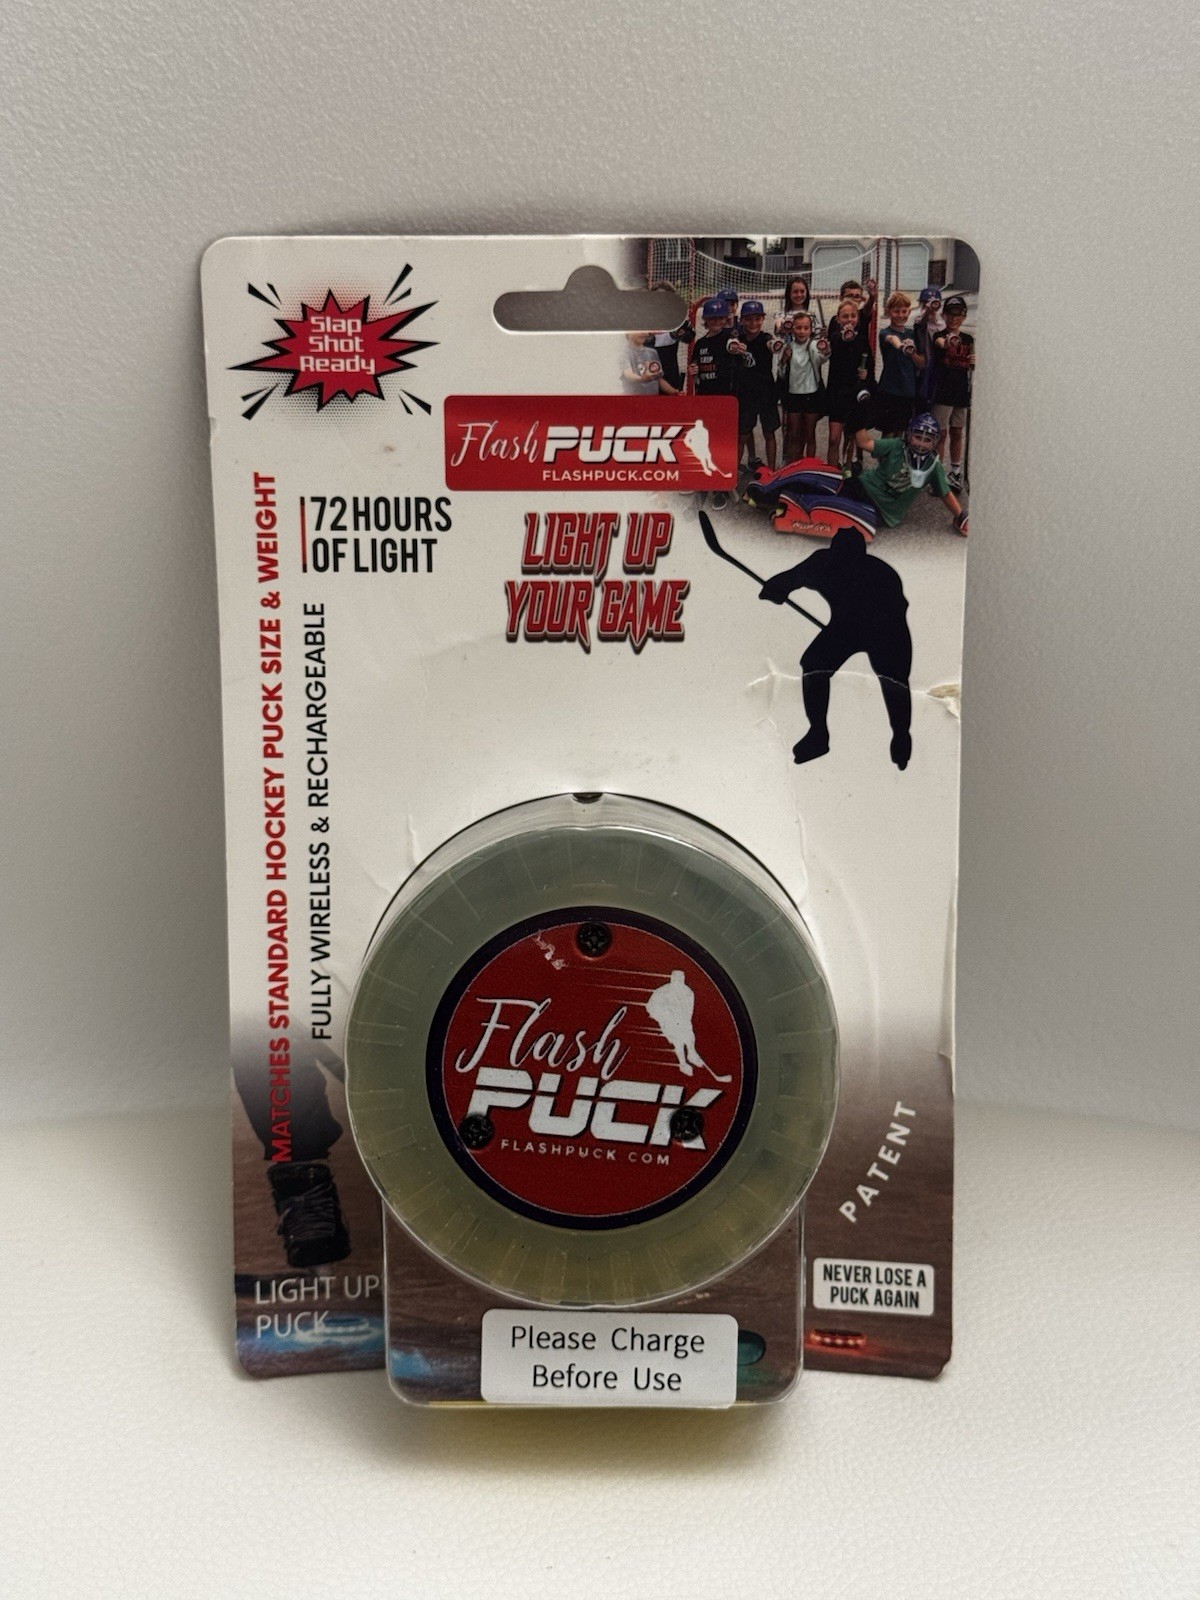 Slap
Shot
Ready
Flash PUCK
FLASHPUCK.COM
72 HOURS
OF LIGHT
LIGHT UP
YOUR GAME
MATCHES STANDARD HOCKEY PUCK SIZE & WEIGHT
FULLY WIRELESS & RECHARGEABLE
Flash
PUCK
FLASHPUCK COM
PATENT
LIGHT UP
PUCK
NEVER LOSE A
PUCK AGAIN
Please Charge
Before Use